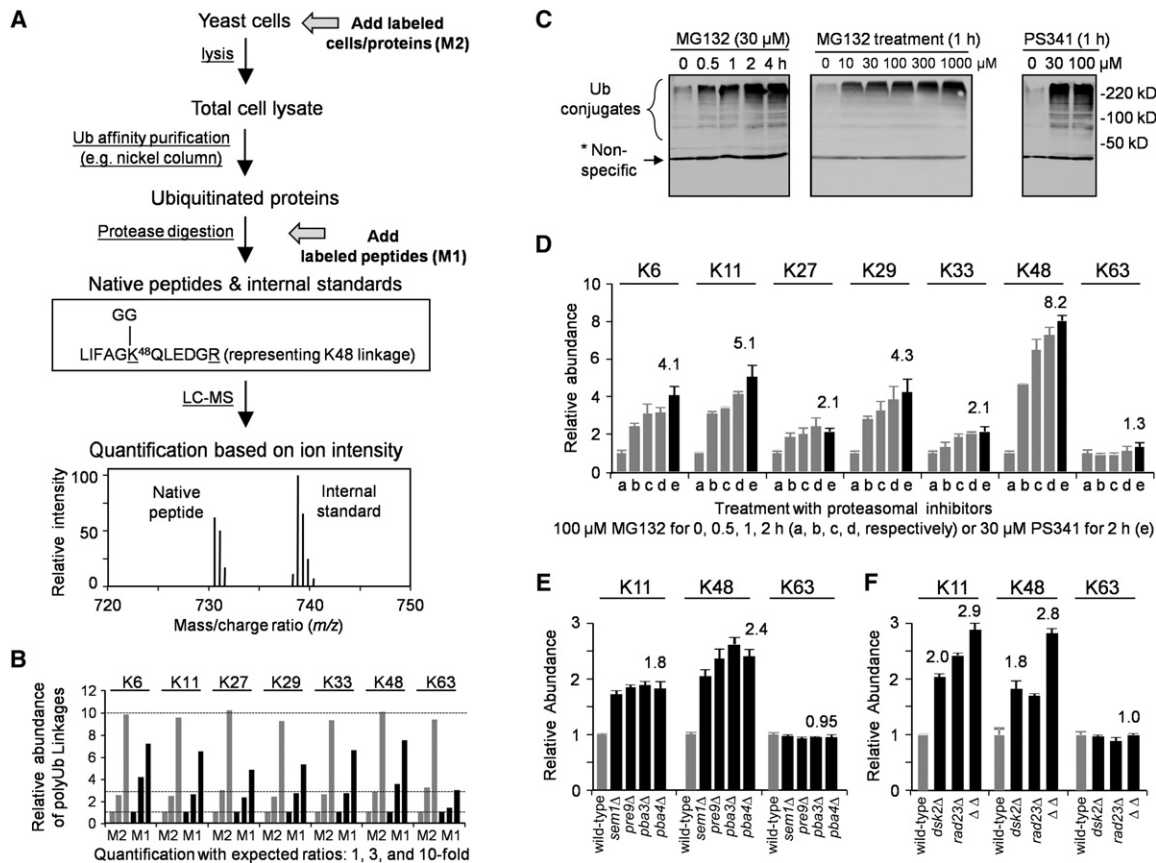 A
Yeast cells
Add labeled
cells/proteins (M2)
lysis
Total cell lysate
Ub affinity purification
(e.g. nickel column)
Ubiquitinated proteins
Protease digestion
Add
labeled peptides (M1)
Native peptides & internal standards
GG
LIFAGK48QLEDGR (representing K48 linkage)
LC-MS
Quantification based on ion intensity
Relative intensity
100
50
0
Native
peptide
Internal
standard
720 730 740 750
Mass/charge ratio (m/z)
B
Relative abundance
of polyUb Linkages
K6 K11 K27 K29 K33 K48 K63
12
10
8
6
4
3
2
1
0
M2 M1 M2 M1 M2 M1 M2 M1 M2 M1 M2 M1 M2 M1
Quantification with expected ratios: 1, 3, and 10-fold
C
MG132 (30 µM)
0 0.5 1 2 4 h
MG132 treatment (1 h)
0 10 30 100 300 1000 µM
PS341 (1 h)
0 30 100 µM
Ub
conjugates
* Non-
specific
-220 kD
-100 kD
-50 kD
D
K6 K11 K27 K29 K33 K48 K63
Relative abundance
10
8
6
4
2
0
4.1 5.1 2.1 4.3 2.1 8.2 1.3
a b c d e a b c d e a b c d e a b c d e a b c d e a b c d e a b c d e
Treatment with proteasomal inhibitors
100 µM MG132 for 0, 0.5, 1, 2 h (a, b, c, d, respectively) or 30 µM PS341 for 2 h (e)
E
K11 K48 K63
Relative Abundance
3
2
1
0
1.8 2.4 0.95
wild-type sem1Δ pre9Δ pba3Δ pba4Δ wild-type sem1Δ pre9Δ pba3Δ pba4Δ wild-type sem1Δ pre9Δ pba3Δ pba4Δ
F
K11 K48 K63
Relative Abundance
3
2
1
0
2.0 2.9 1.8 2.8 1.0
wild-type dsk2Δ rad23Δ Δ Δ wild-type dsk2Δ rad23Δ Δ Δ wild-type dsk2Δ rad23Δ Δ Δ